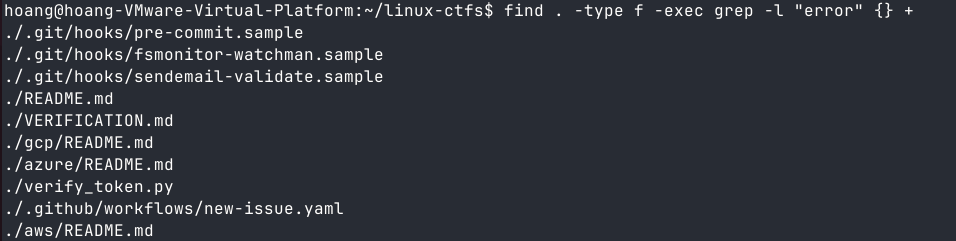 hoang@hoang-VMware-Virtual-Platform:~/linux-ctfs$ find . -type f -exec grep -l "error" {} +
./.git/hooks/pre-commit.sample
./.git/hooks/fsmonitor-watchman.sample
./.git/hooks/sendemail-validate.sample
./README.md
./VERIFICATION.md
./gcp/README.md
./azure/README.md
./verify_token.py
./.github/workflows/new-issue.yaml
./aws/README.md